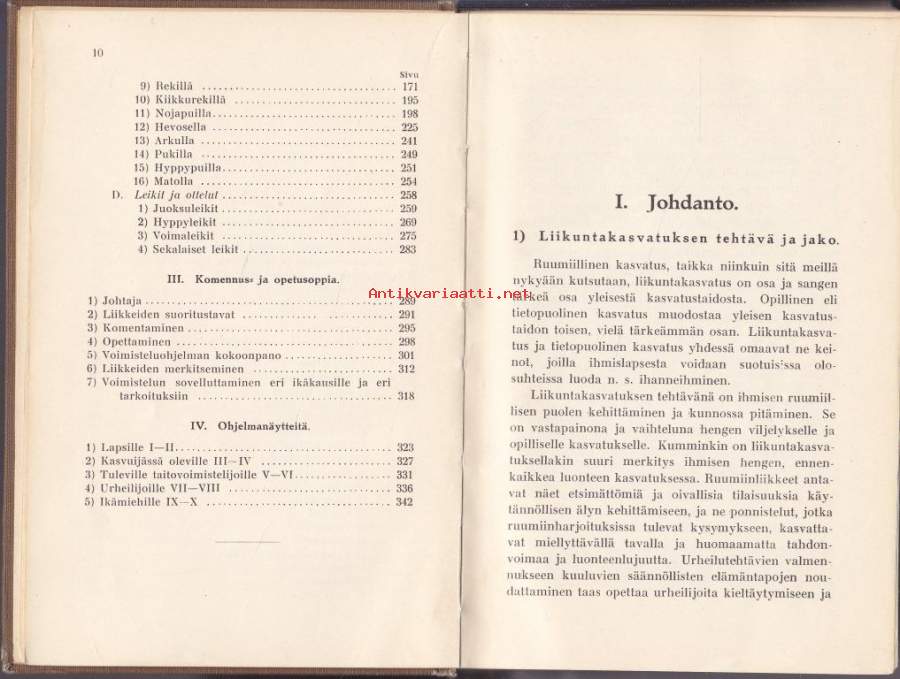 10
Sivu
9) Rekillä 171
10) Kiikkurekillä 195
11) Nojapuilla 198
12) Hevosella 225
13) Arkulla 241
14) Pukilla 249
15) Hyppypuilla 251
16) Matolla 254
D. Leikit ja ottelut 258
1) Juoksuleikit 259
2) Hyppyleikit 269
3) Voimaleikit 275
4) Sekalaiset leikit 283
III. Komennus- ja opetusoppia.
1) Johtaja 289
2) Liikkeiden suoritustavat 291
3) Komentaminen 295
4) Opettaminen 298
5) Voimisteluohjelman kokoonpano 301
6) Liikkeiden merkitseminen 312
7) Voimistelun sovelluttaminen eri ikäkausille ja eri
tarkoituksiin 318
IV. Ohjelmanäytteitä.
1) Lapsille I—II 323
2) Kasvuijässä oleville III—IV 327
3) Tuleville taitovoimistelijoille V—VI 331
4) Urheilijoille VII—VIII 336
5) Ikämiehille IX—X 342
Antikvariaatti.net
I. Johdanto.
1) Liikuntakasvatuksen tehtävä ja jako.
Ruumiillinen kasvatus, taikka niinkuin sitä meillä
nykyään kutsutaan, liikuntakasvatus on osa ja sangen
tärkeä osa yleisestä kasvatustaidosta. Opillinen eli
tietopuolinen kasvatus muodostaa yleisen kasvatus-
taidon toisen, vielä tärkeämmän osan. Liikuntakasva-
tus ja tietopuolinen kasvatus yhdessä omaavat ne kei-
not, joilla ihmislapsesta voidaan suotuisissa olo-
suhteissa luoda n. s. ihanneihminen.
Liikuntakasvatuksen tehtävänä on ihmisen ruumiil-
lisen puolen kehittäminen ja kunnossa pitäminen. Se
on vastapainona ja vaihteluna hengen viljelykselle ja
opilliselle kasvatukselle. Kumminkin on liikuntakasva-
tuksellakin suuri merkitys ihmisen hengen, ennen-
kaikkea luonteen kasvatuksessa. Ruumiinliikkeet anta-
vat näet etsimättömiä ja oivallisia tilaisuuksia käy-
tännöllisen älyn kehittämiseen, ja ne ponnistelut, jotka
ruumiinharjoituksissa tulevat kysymykseen, kasvatta-
vat miellyttävällä tavalla ja huomaamatta tahdon-
voimaa ja luonteenlujuutta. Urheilutehtävien valmen-
nukseen kuuluvien säännöllisten elämäntapojen nou-
dattaminen taas opettaa urheilijoita kieltäytymiseen ja